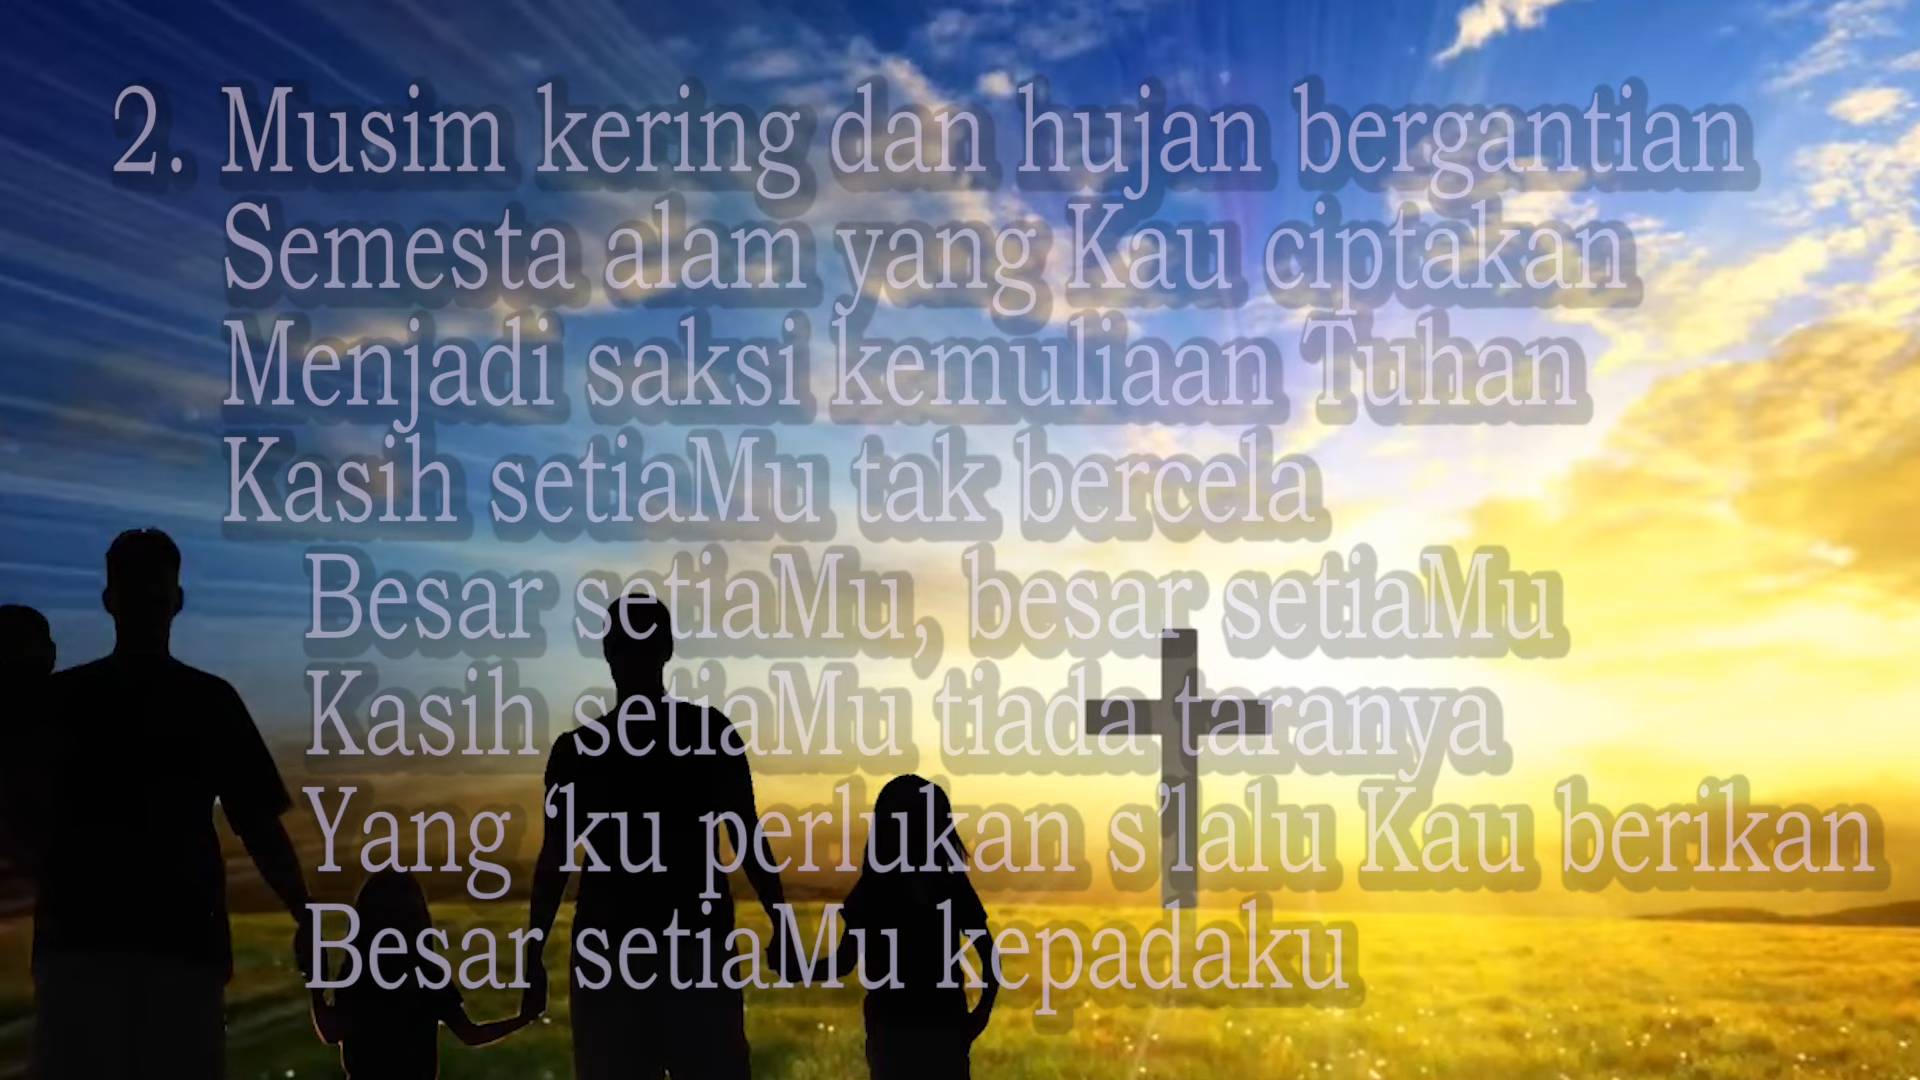 2. Musim kering dan hujan bergantian
Semesta alam yang Kau ciptakan
Menjadi saksi kemuliaan Tuhan
Kasih setiaMu tak bercela
Besar setiaMu, besar setiaMu
Kasih setiaMu tiada taranya
Yang ‘ku perlukan s’lalu Kau berikan
Besar setiaMu kepadaku